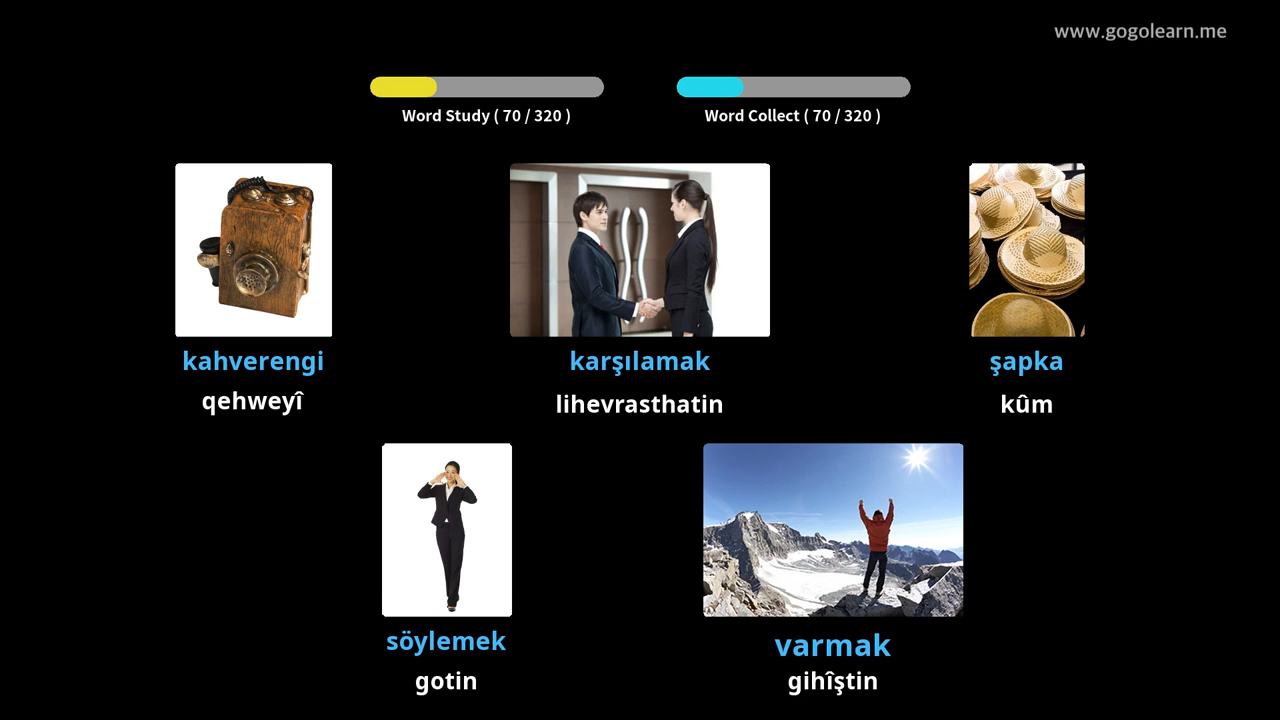 www.gogolearn.me
Word Study ( 70 / 320 )
Word Collect ( 70 / 320 )
kahverengi
qehweyî
karşılamak
lihevrasthatin
şapka
kûm
söylemek
gotin
varmak
gihîştin